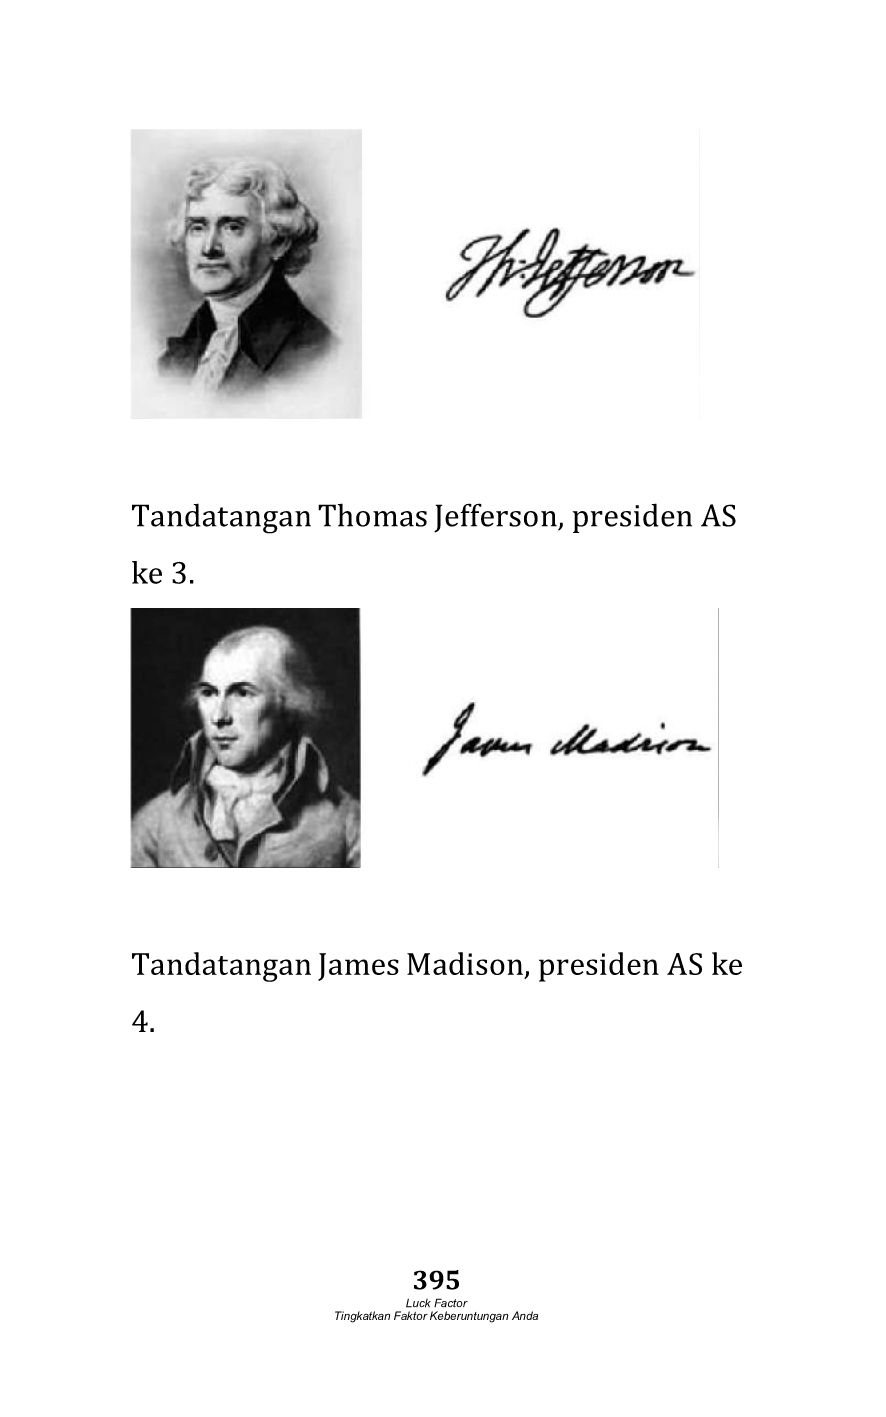 Th: Jefferson
Tandatangan Thomas Jefferson, presiden AS
ke 3.
James Madison
Tandatangan James Madison, presiden AS ke
4.
395
Luck Factor
Tingkatkan Faktor Keberuntungan Anda